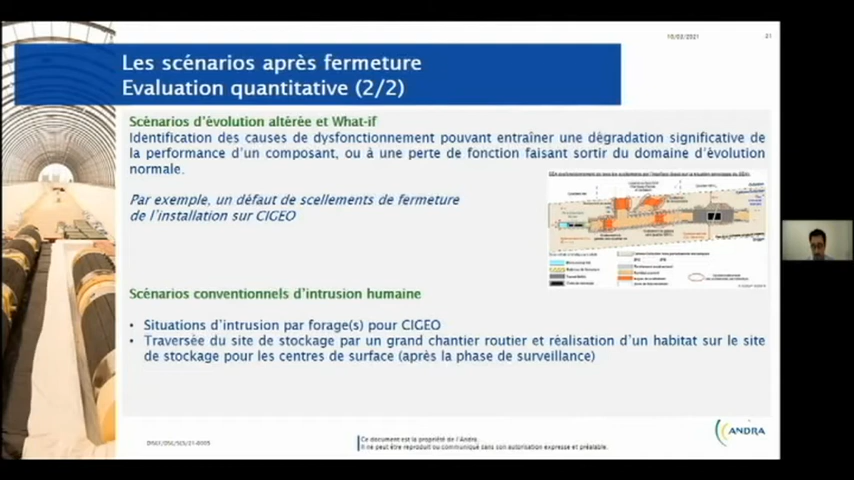 10/02/2021
21
Les scénarios après fermeture
Evaluation quantitative (2/2)
Scénarios d'évolution altérée et What-if
Identification des causes de dysfonctionnement pouvant entraîner une dégradation significative de
la performance d'un composant, ou à une perte de fonction faisant sortir du domaine d'évolution
normale.
Par exemple, un défaut de scellements de fermeture
de l'installation sur CIGEO
Scénarios conventionnels d'intrusion humaine
• Situations d'intrusion par forage(s) pour CIGEO
• Traversée du site de stockage par un grand chantier routier et réalisation d'un habitat sur le site
de stockage pour les centres de surface (après la phase de surveillance)
Ce document est la propriété de l'Andra.
Il ne peut être reproduit ou communiqué sans son autorisation expresse et préalable.
ANDRA